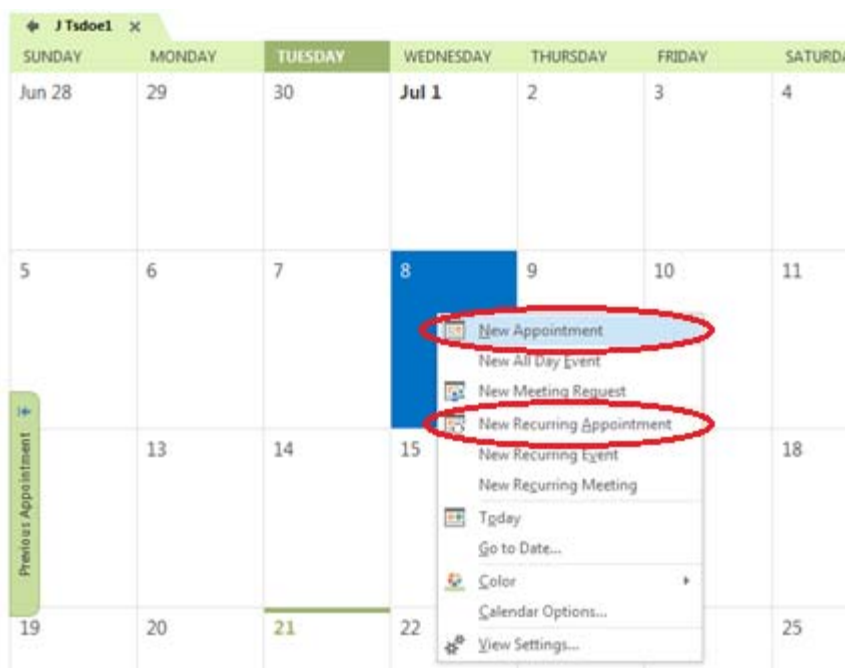 J Tsdoe1
SUNDAY MONDAY TUESDAY WEDNESDAY THURSDAY FRIDAY SATURDA
Jun 28 29 30 Jul 1 2 3 4
5 6 7 8 9 10 11
New Appointment
New All Day Event
New Meeting Request
New Recurring Appointment
Previous Appointment
13 14 15 18
New Recurring Event
New Recurring Meeting
Today
Go to Date...
Color
Calendar Options...
19 20 21 22 25
View Settings...